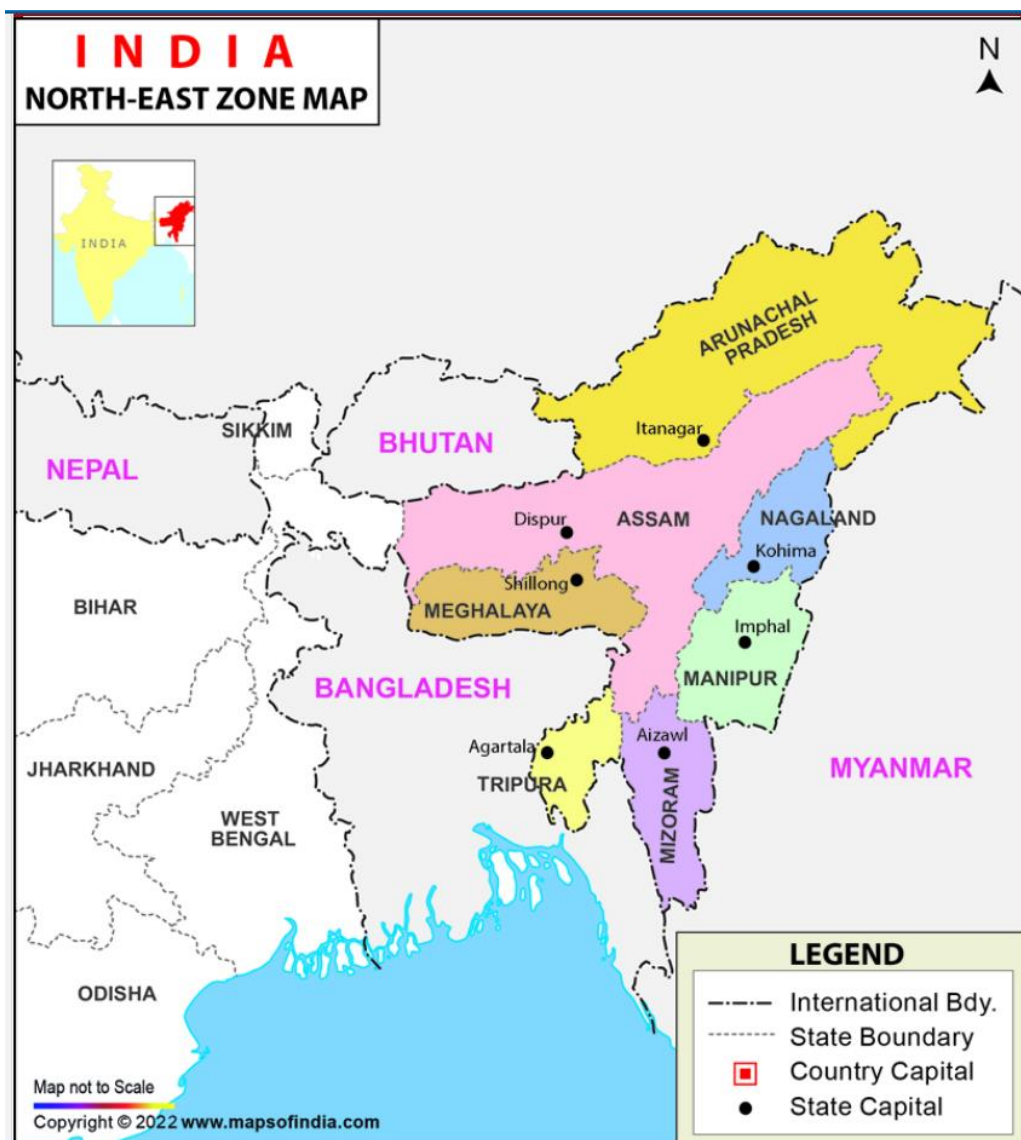 INDIA
NORTH-EAST ZONE MAP
N
INDIA
ARUNACHAL
PRADESH
Itanagar
SIKKIM
BHUTAN
NEPAL
Dispur
ASSAM
NAGALAND
Kohima
Shillong
MEGHALAYA
BIHAR
Imphal
MANIPUR
BANGLADESH
Agartala
Aizawl
TRIPURA
MIZORAM
MYANMAR
JHARKHAND
WEST
BENGAL
ODISHA
LEGEND
International Bdy.
State Boundary
Country Capital
State Capital
Map not to Scale
Copyright © 2022 www.mapsofindia.com